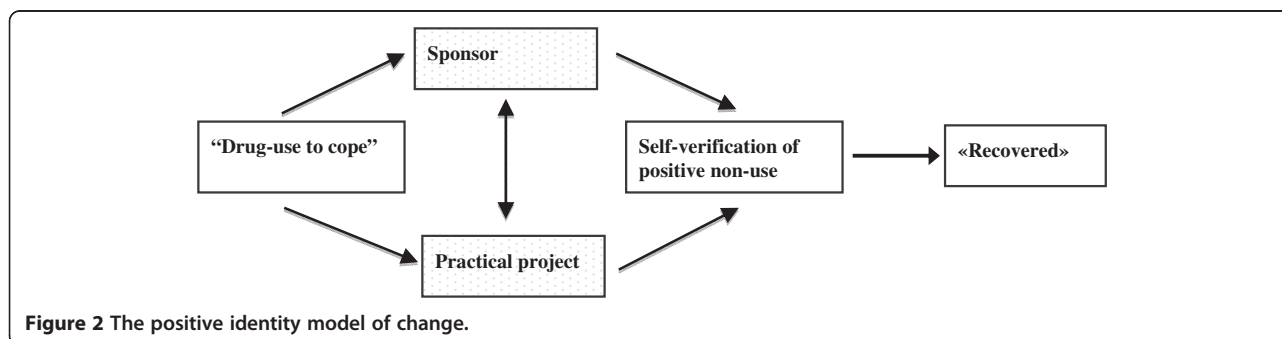 Sponsor
“Drug-use to cope”
Self-verification of
positive non-use
«Recovered»
Practical project
Figure 2 The positive identity model of change.